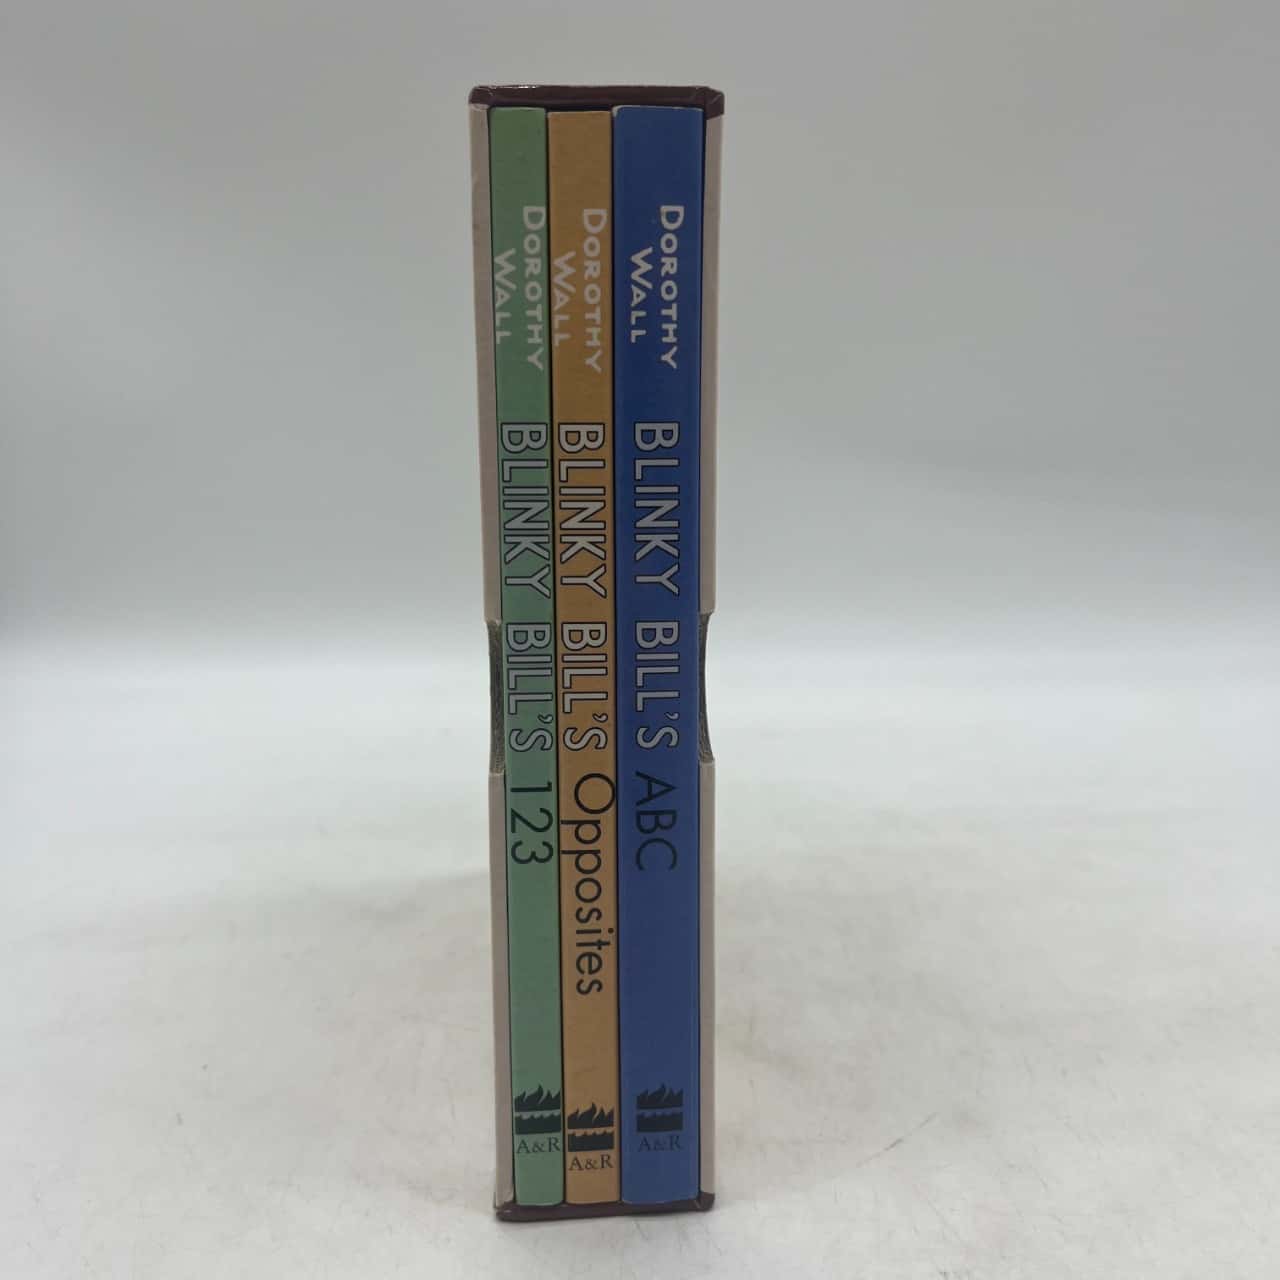 DOROTHY
WALL
BLINKY BILL'S 123
A&R
DOROTHY
WALL
BLINKY BILL'S Opposites
A&R
DOROTHY
WALL
BLINKY BILL'S ABC
A&R